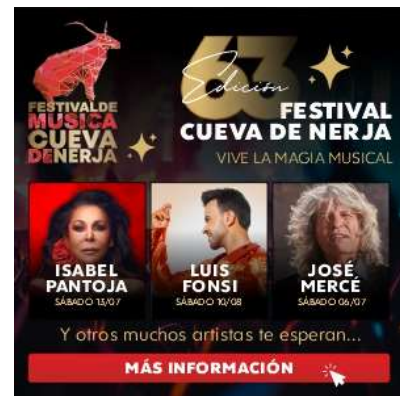 FESTIVAL DE
MÚSICA
CUEVA
DE NERJA
63
Edición
FESTIVAL
CUEVA DE NERJA
VIVE LA MAGIA MUSICAL
ISABEL
PANTOJA
SÁBADO 13/07
LUIS
FONSI
SÁBADO 10/08
JOSÉ
MERCÉ
SÁBADO 06/07
Y otros muchos artistas te esperan...
MÁS INFORMACIÓN